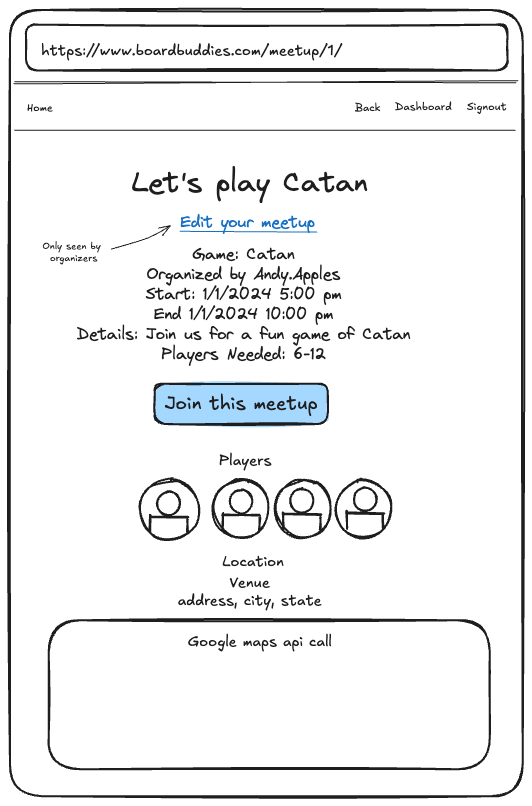 https://www.boardbuddies.com/meetup/1/
Home Back Dashboard Signout
Let's play Catan
Edit your meetup
Only seen by
organizers
Game: Catan
Organized by Andy.Apples
Start: 1/1/2024 5:00 pm
End 1/1/2024 10:00 pm
Details: Join us for a fun game of Catan
Players Needed: 6-12
Join this meetup
Players
Location
Venue
address, city, state
Google maps api call